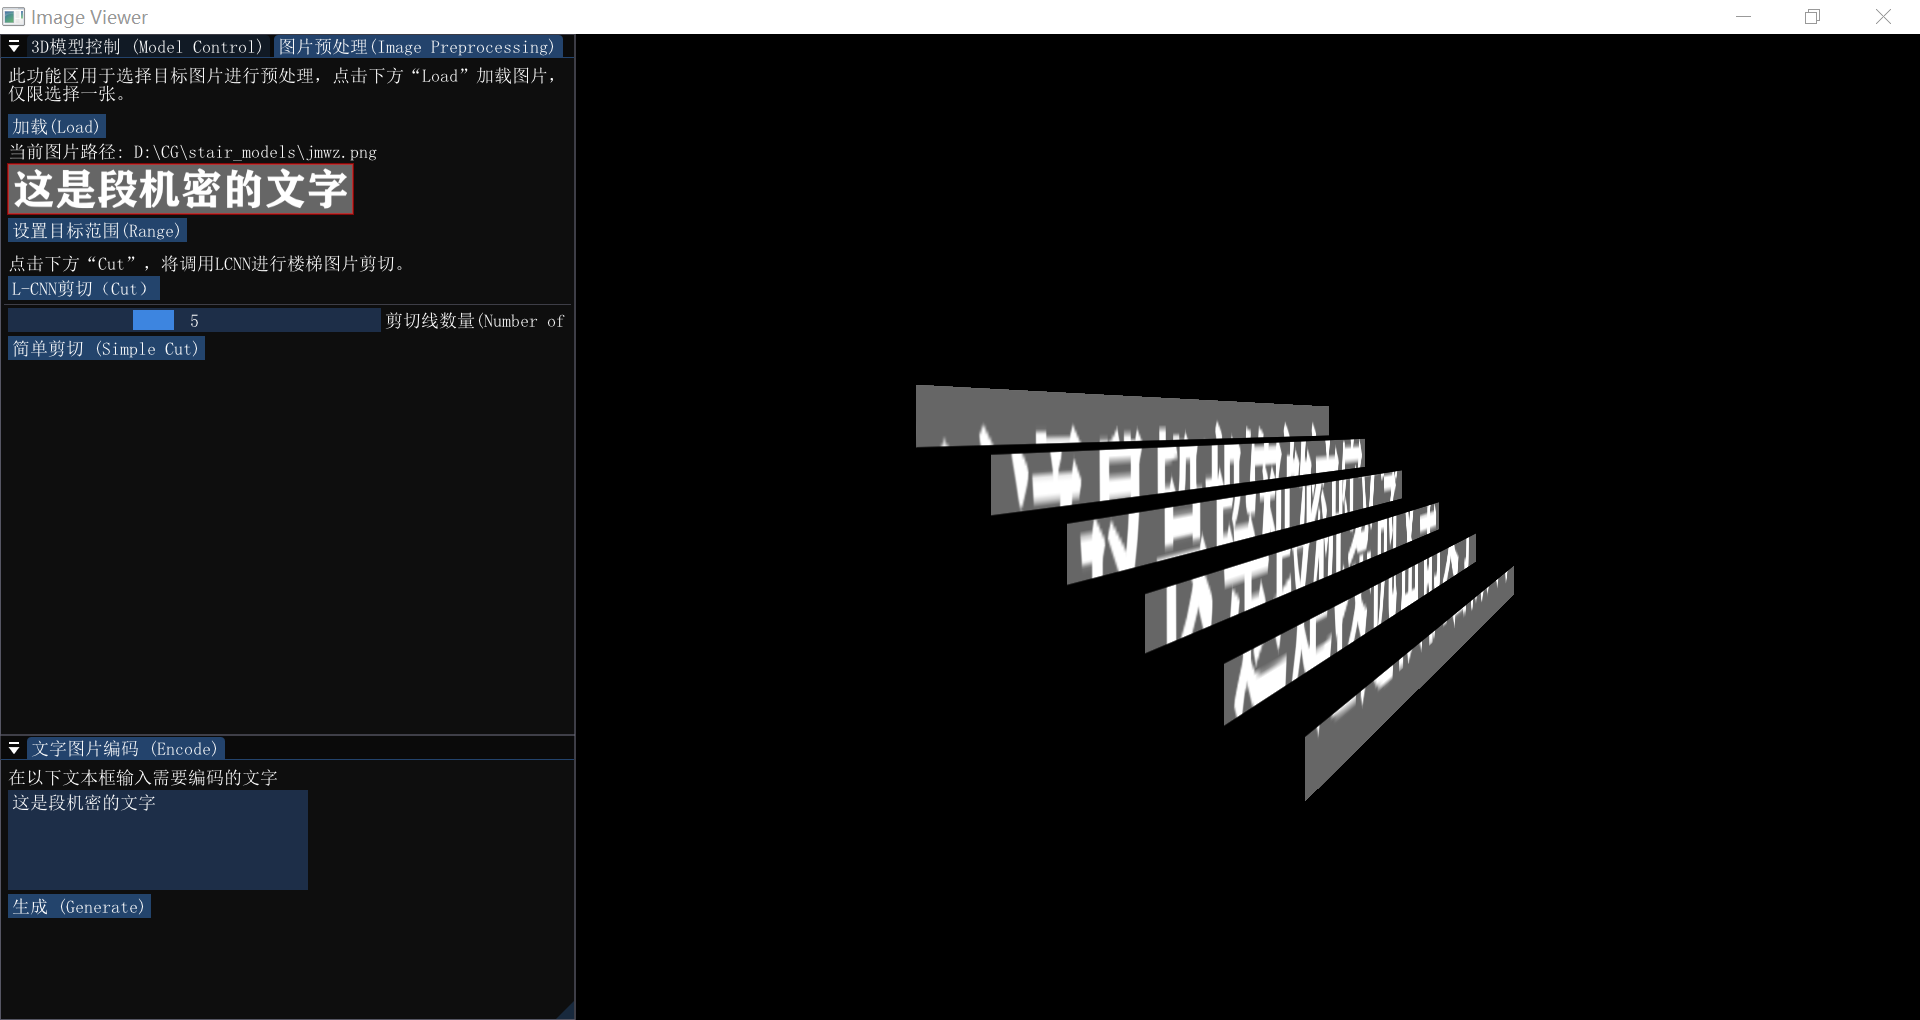 Image Viewer
3D模型控制 (Model Control)
图片预处理(Image Preprocessing)
此功能区用于选择目标图片进行预处理，点击下方“Load”加载图片，
仅限选择一张。
加载(Load)
当前图片路径: D:\CG\stair_models\jmwz.png
这是段机密的文字
设置目标范围(Range)
点击下方“Cut”，将调用LCNN进行楼梯图片剪切。
L-CNN剪切（Cut）
5 剪切线数量(Number of
简单剪切 (Simple Cut)
文字图片编码 (Encode)
在以下文本框输入需要编码的文字
这是段机密的文字
生成 (Generate)